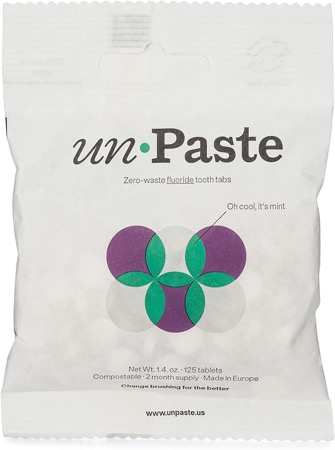 un•Paste
Zero-waste fluoride tooth tabs
Oh cool, it's mint
Net Wt. 1.4. oz. · 125 tablets
Compostable · 2 month supply · Made in Europe
Change brushing for the better
www.unpaste.us